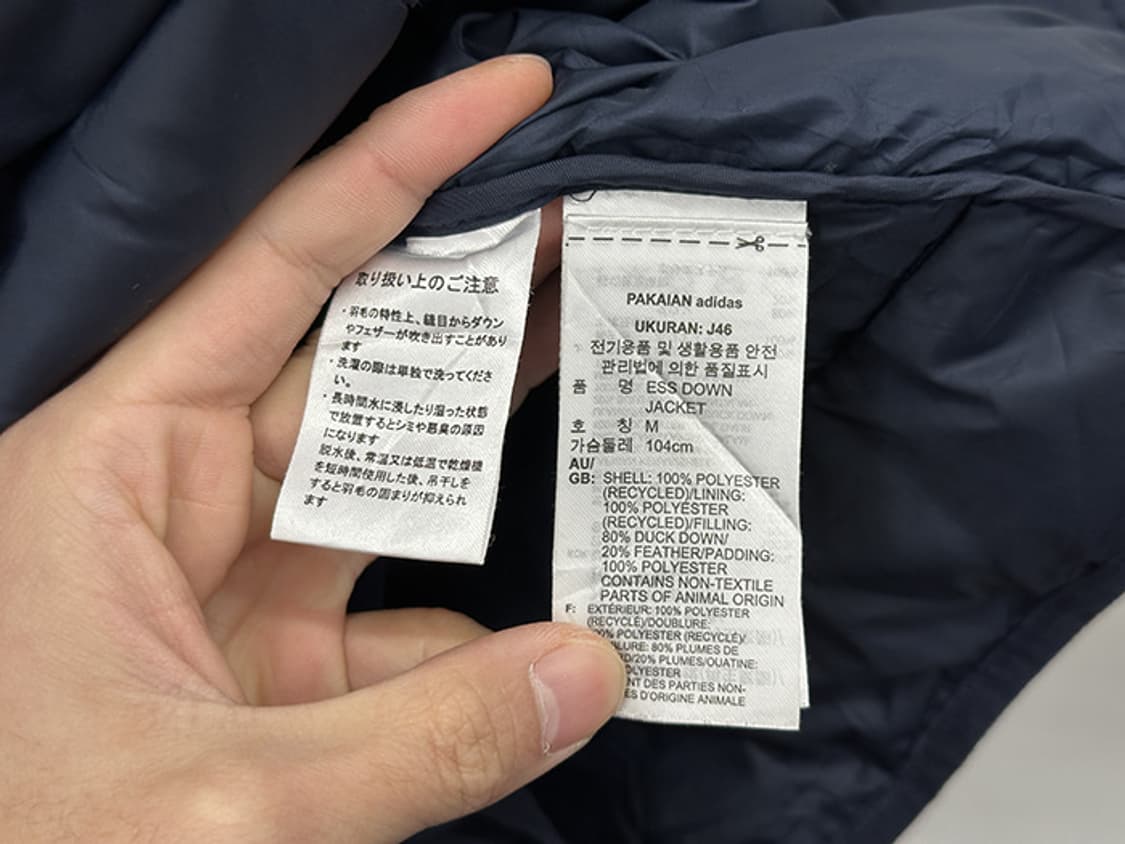 取り扱い上のご注意
・羽毛の特性上、縫目からダウン
やフェザーが吹き出すことがあり
ます
・洗濯の際は単独で洗ってくださ
い。
・長時間水に浸したり湿った状態
で放置するとシミや悪臭の原因
になります
脱水後、常温又は低温で乾燥機
を短時間使用した後、吊干しを
すると羽毛の固まりが抑えられ
ます
PAKAIAN adidas
UKURAN: J46
전기용품 및 생활용품 안전
관리법에 의한 품질표시
품 명 ESS DOWN
JACKET
호 칭 M
가슴둘레 104cm
AU/
GB: SHELL: 100% POLYESTER
(RECYCLED)/LINING:
100% POLYESTER
(RECYCLED)/FILLING:
80% DUCK DOWN/
20% FEATHER/PADDING:
100% POLYESTER
CONTAINS NON-TEXTILE
PARTS OF ANIMAL ORIGIN
F: EXTÉRIEUR: 100% POLYESTER
(RECYCLÉ)/DOUBLURE:
POLYESTER (RECYCLÉ)/
80% PLUMES DE
20% PLUMES/OUATINE:
DES PARTIES NON-
D'ORIGINE ANIMALE